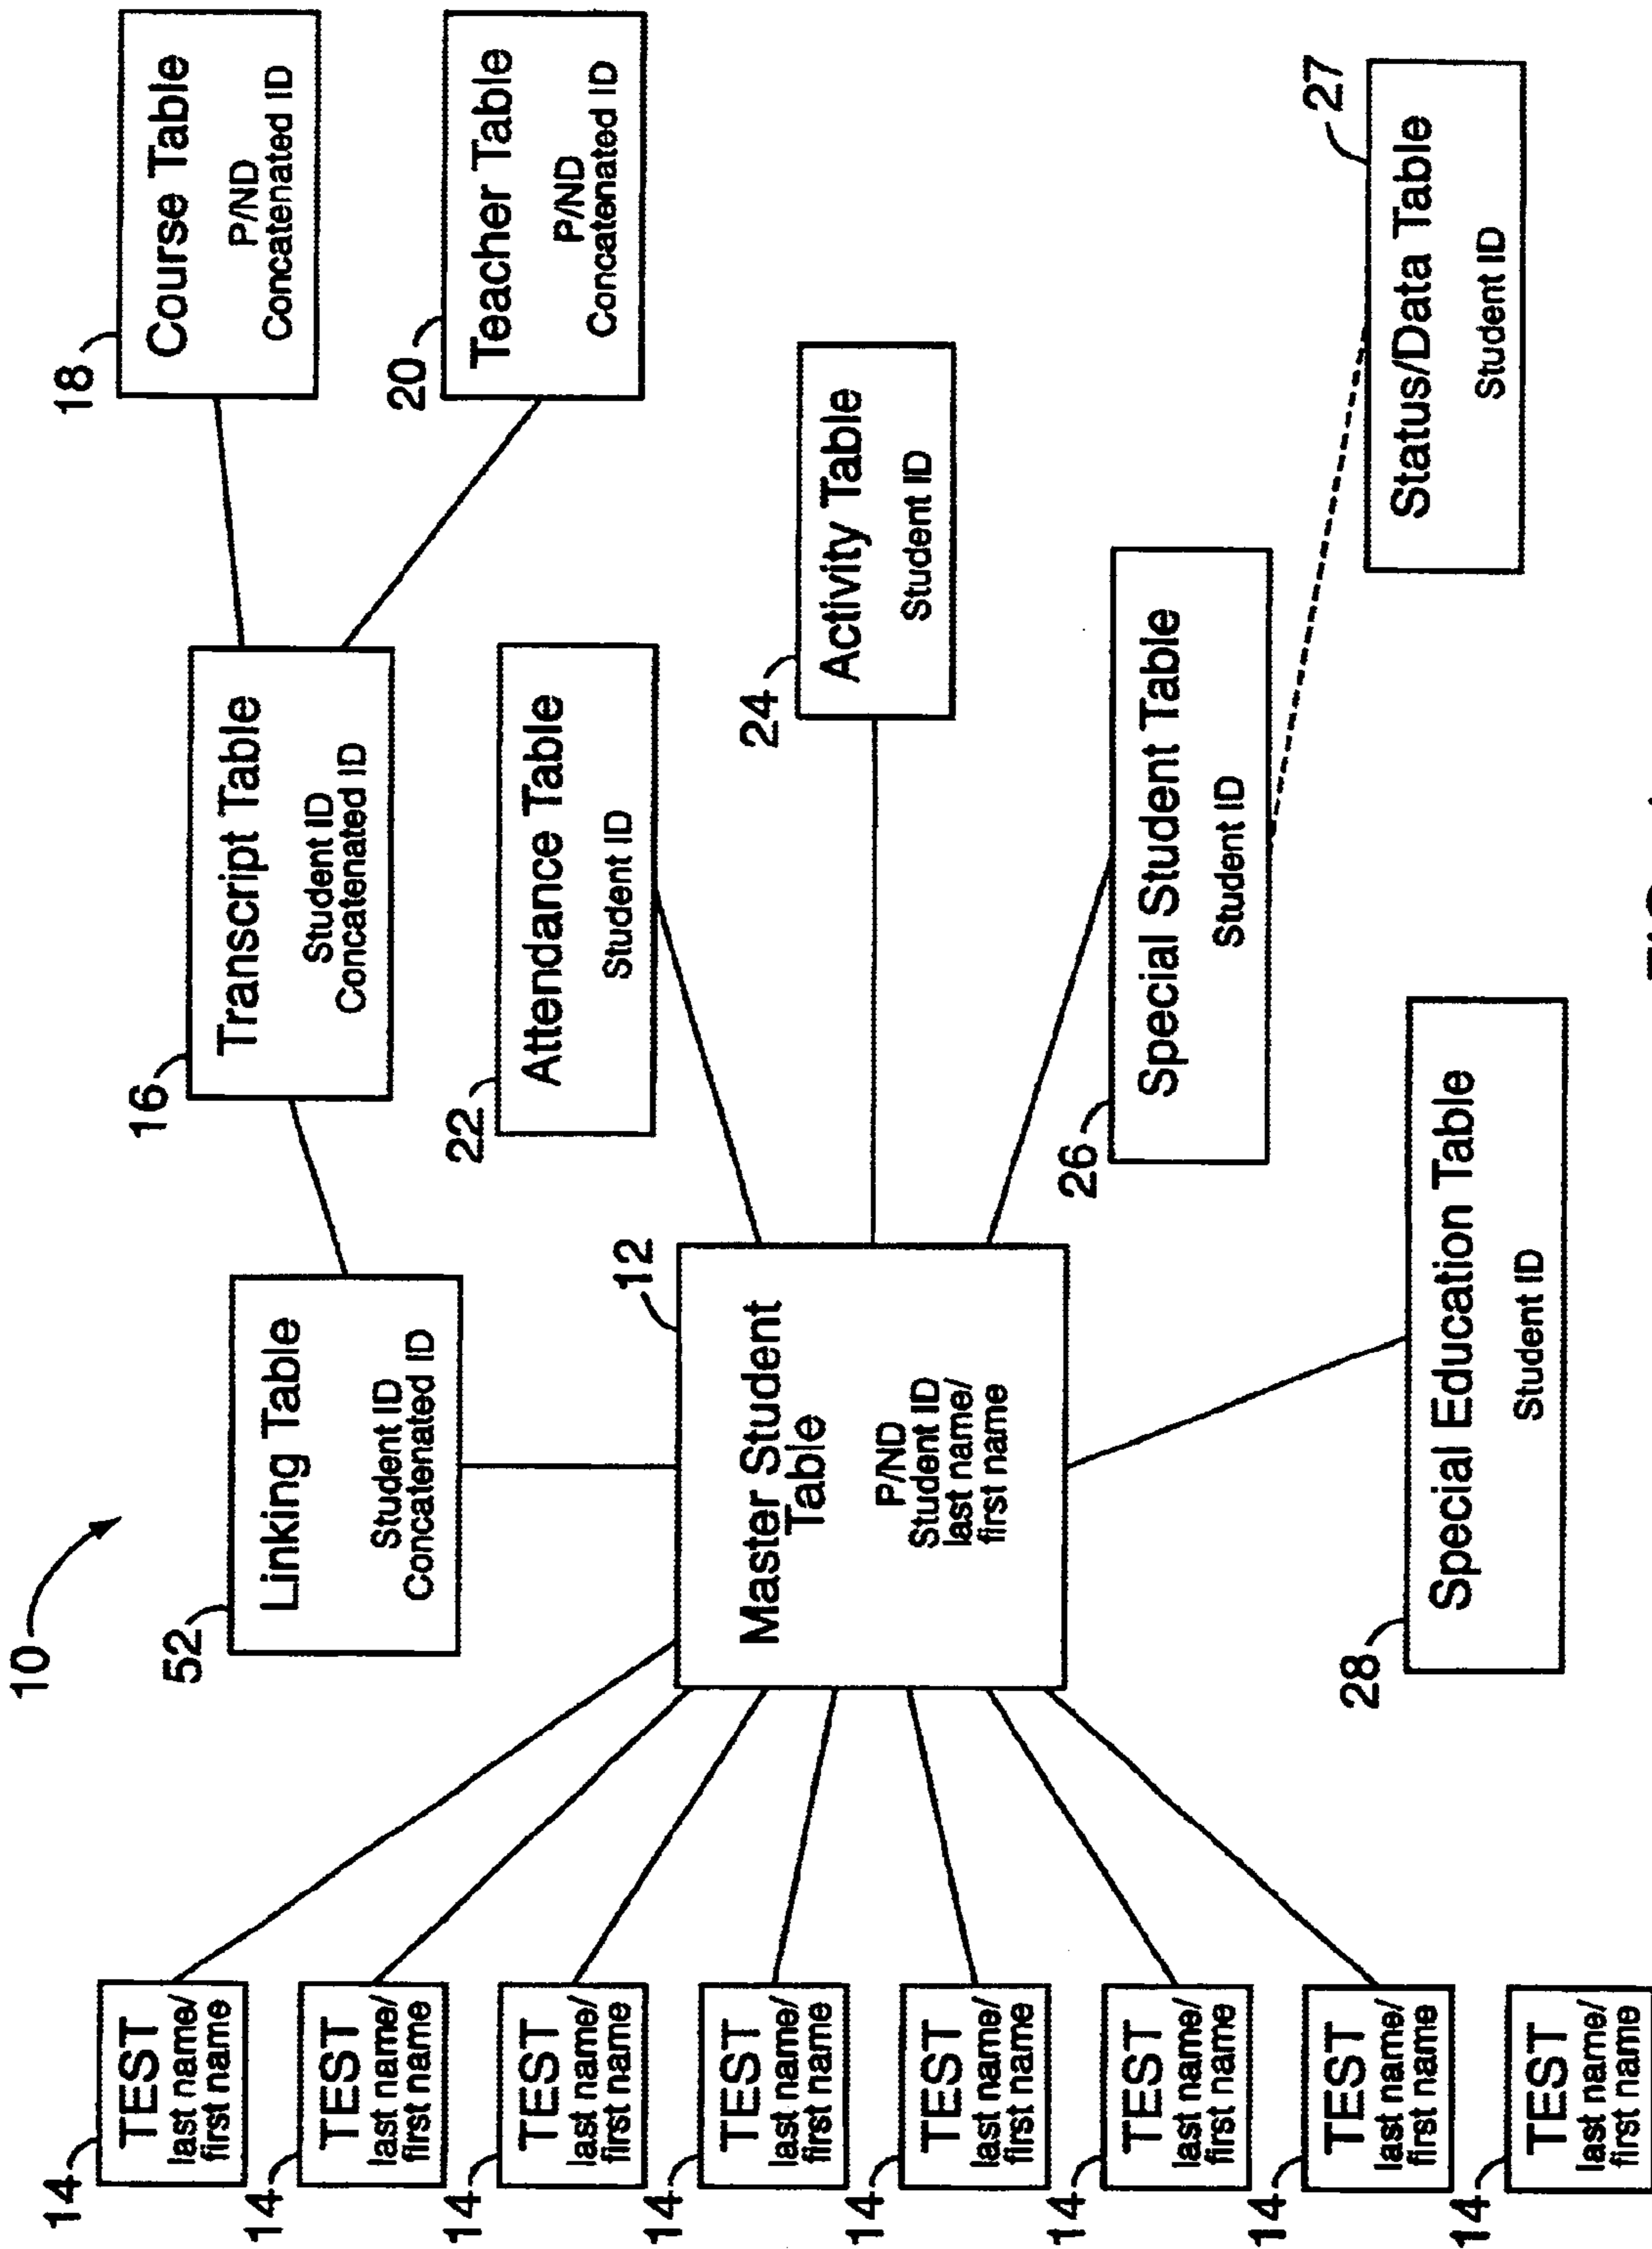 10
14
TEST
last name/
first name
14
TEST
last name/
first name
14
TEST
last name/
first name
14
TEST
last name/
first name
14
TEST
last name/
first name
14
TEST
last name/
first name
14
TEST
last name/
first name
14
TEST
last name/
first name
52
Linking Table
Student ID
Concatenated ID
12
Master Student
Table
P/ND
Student ID
last name/
first name
28
Special Education Table
Student ID
16
Transcript Table
Student ID
Concatenated ID
22
Attendance Table
Student ID
24
Activity Table
Student ID
26
Special Student Table
Student ID
18
Course Table
P/ND
Concatenated ID
20
Teacher Table
P/ND
Concatenated ID
27
Status/Data Table
Student ID